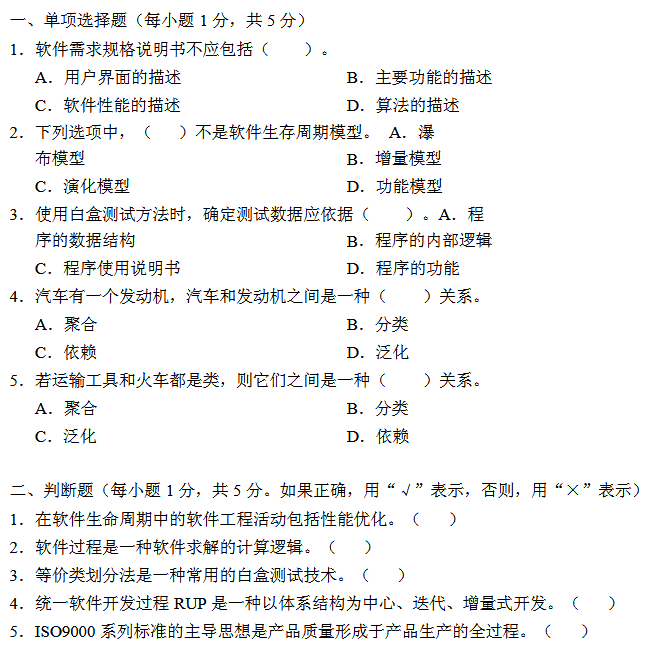 一、单项选择题（每小题 1 分，共 5 分）
1．软件需求规格说明书不应包括（　　）。
A．用户界面的描述　　B．主要功能的描述
C．软件性能的描述　　D．算法的描述
2．下列选项中，（　　）不是软件生存周期模型。　A．瀑
布模型　　B．增量模型
C．演化模型　　D．功能模型
3．使用白盒测试方法时，确定测试数据应依据（　　）。A．程
序的数据结构　　B．程序的内部逻辑
C．程序使用说明书　　D．程序的功能
4．汽车有一个发动机，汽车和发动机之间是一种（　　）关系。
A．聚合　　B．分类
C．依赖　　D．泛化
5．若运输工具和火车都是类，则它们之间是一种（　　）关系。
A．聚合　　B．分类
C．泛化　　D．依赖
二、判断题（每小题 1 分，共 5 分。如果正确，用“√”表示，否则，用“×”表示）
1．在软件生命周期中的软件工程活动包括性能优化。（　　）
2．软件过程是一种软件求解的计算逻辑。（　　）
3．等价类划分法是一种常用的白盒测试技术。（　　）
4．统一软件开发过程 RUP 是一种以体系结构为中心、迭代、增量式开发。（　　）
5．ISO9000 系列标准的主导思想是产品质量形成于产品生产的全过程。（　　）